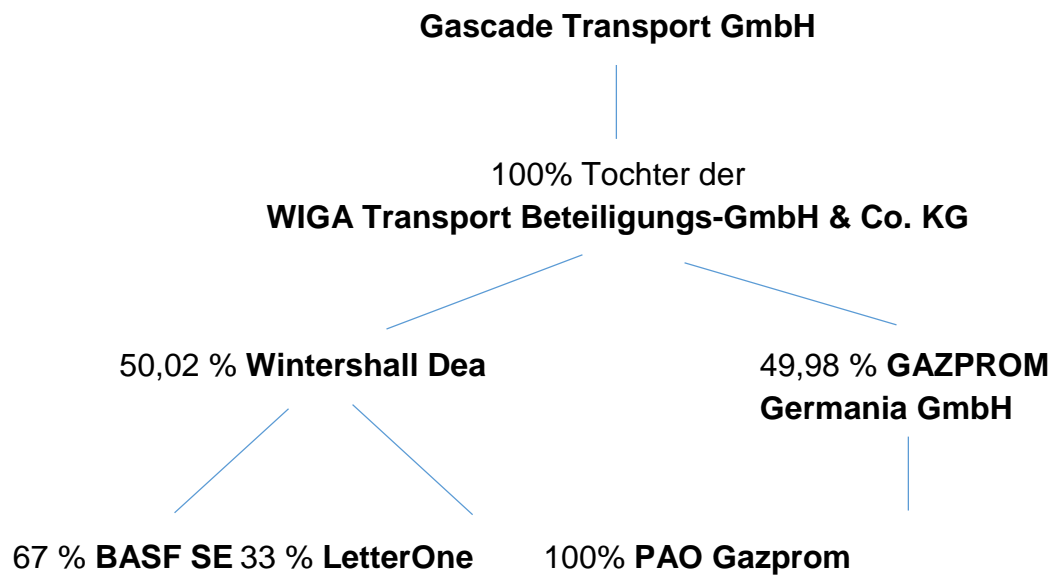 Gascade Transport GmbH
100% Tochter der
WIGA Transport Beteiligungs-GmbH & Co. KG
50,02 % Wintershall Dea
49,98 % GAZPROM
Germania GmbH
67 % BASF SE 33 % LetterOne
100% PAO Gazprom